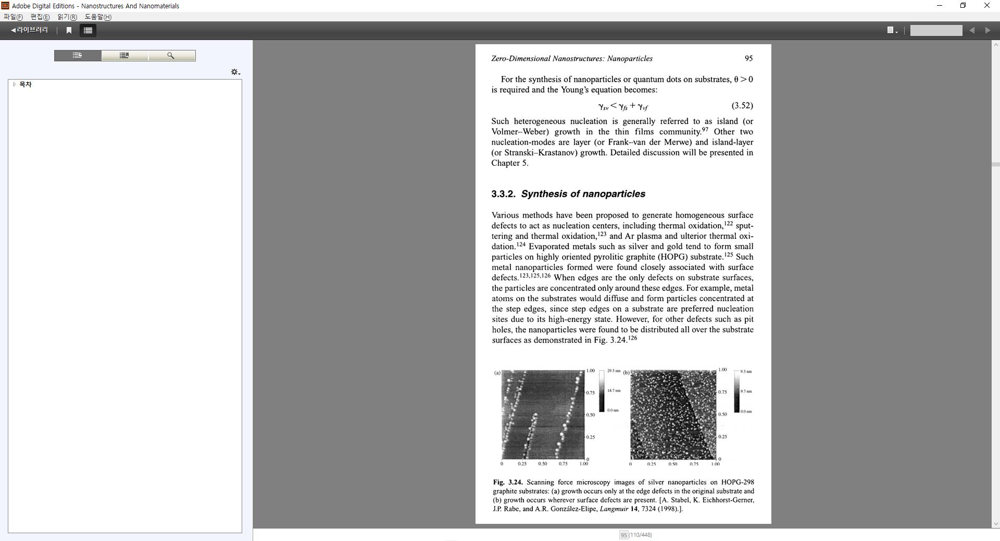 Adobe Digital Editions - Nanostructures And Nanomaterials
파일(F) 편집(E) 읽기(R) 도움말(H)
◀라이브러리
목차
Zero-Dimensional Nanostructures: Nanoparticles 95
For the synthesis of nanoparticles or quantum dots on substrates, θ > 0
is required and the Young's equation becomes:
γsv < γfs + γvf (3.52)
Such heterogeneous nucleation is generally referred to as island (or
Volmer–Weber) growth in the thin films community.97 Other two
nucleation-modes are layer (or Frank–van der Merwe) and island-layer
(or Stranski–Krastanov) growth. Detailed discussion will be presented in
Chapter 5.
3.3.2. Synthesis of nanoparticles
Various methods have been proposed to generate homogeneous surface
defects to act as nucleation centers, including thermal oxidation,122 sput-
tering and thermal oxidation,123 and Ar plasma and ulterior thermal oxi-
dation.124 Evaporated metals such as silver and gold tend to form small
particles on highly oriented pyrolitic graphite (HOPG) substrate.125 Such
metal nanoparticles formed were found closely associated with surface
defects.123,125,126 When edges are the only defects on substrate surfaces,
the particles are concentrated only around these edges. For example, metal
atoms on the substrates would diffuse and form particles concentrated at
the step edges, since step edges on a substrate are preferred nucleation
sites due to its high-energy state. However, for other defects such as pit
holes, the nanoparticles were found to be distributed all over the substrate
surfaces as demonstrated in Fig. 3.24.126
(a)
1.00
0.75
0.50
0.25
0
0 0.25 0.50 0.75 1.00
29.5 nm
14.7 nm
0.0 nm
(b)
1.00
0.75
0.50
0.25
0
0 0.25 0.50 0.75 1.00
9.3 nm
9.7 nm
0.0 nm
Fig. 3.24. Scanning force microscopy images of silver nanoparticles on HOPG-298
graphite substrates: (a) growth occurs only at the edge defects in the original substrate and
(b) growth occurs wherever surface defects are present. [A. Stabel, K. Eichhorst-Gerner,
J.P. Rabe, and A.R. González-Elipe, Langmuir 14, 7324 (1998).].
95 (110/448)